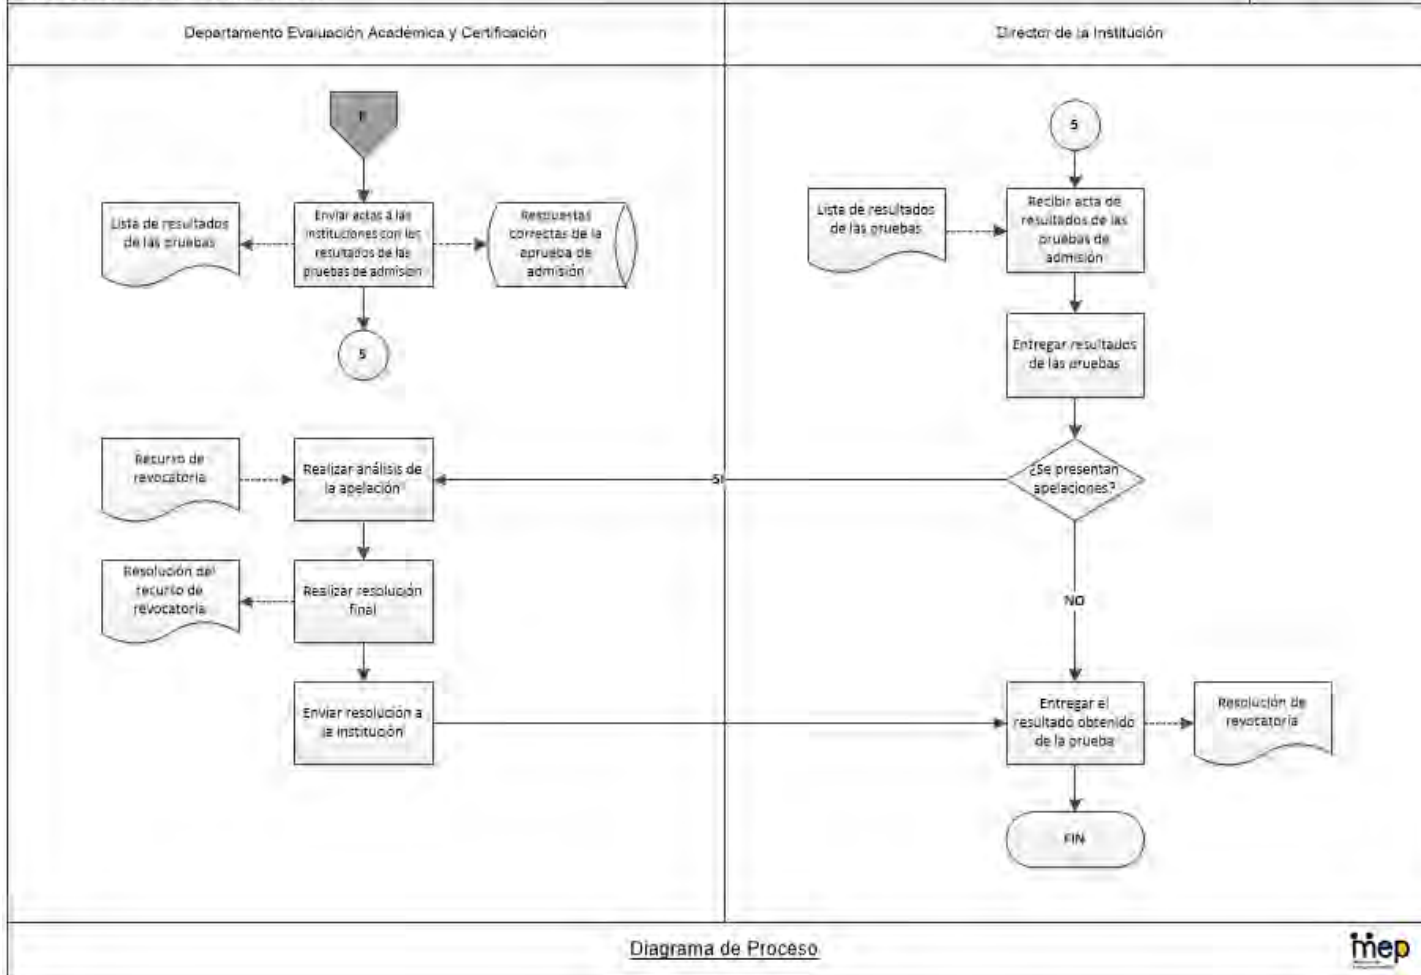 Departamento Evaluación Académica y Certificación
Director de la Institución
5
Lista de resultados
de las pruebas
Enviar actas a las
instituciones con los
resultados de las
pruebas de admisión
Respuestas
correctas de la
aprueba de
admisión
Lista de resultados
de las pruebas
Recibir acta de
resultados de las
pruebas de
admisión
5
Entregar resultados
de las pruebas
Recurso de
revocatoria
Realizar análisis de
la apelación
SI
¿Se presentan
apelaciones?
Resolución del
recurso de
revocatoria
Realizar resolución
final
NO
Enviar resolución a
la institución
Entregar el
resultado obtenido
de la prueba
Resolución de
revocatoria
FIN
Diagrama de Proceso
mep